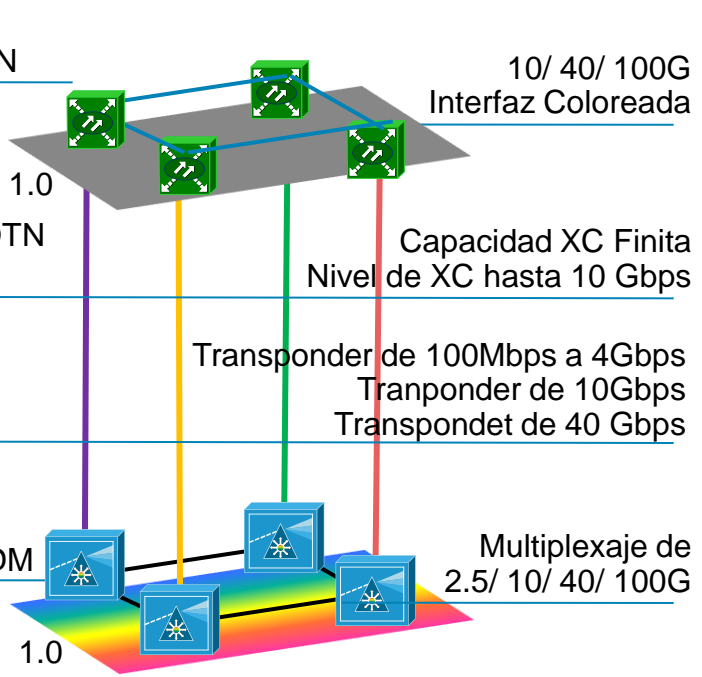 N
10/ 40/ 100G
Interfaz Coloreada
1.0
OTN
Capacidad XC Finita
Nivel de XC hasta 10 Gbps
Transponder de 100Mbps a 4Gbps
Tranponder de 10Gbps
Transpondet de 40 Gbps
DM
Multiplexaje de
2.5/ 10/ 40/ 100G
1.0